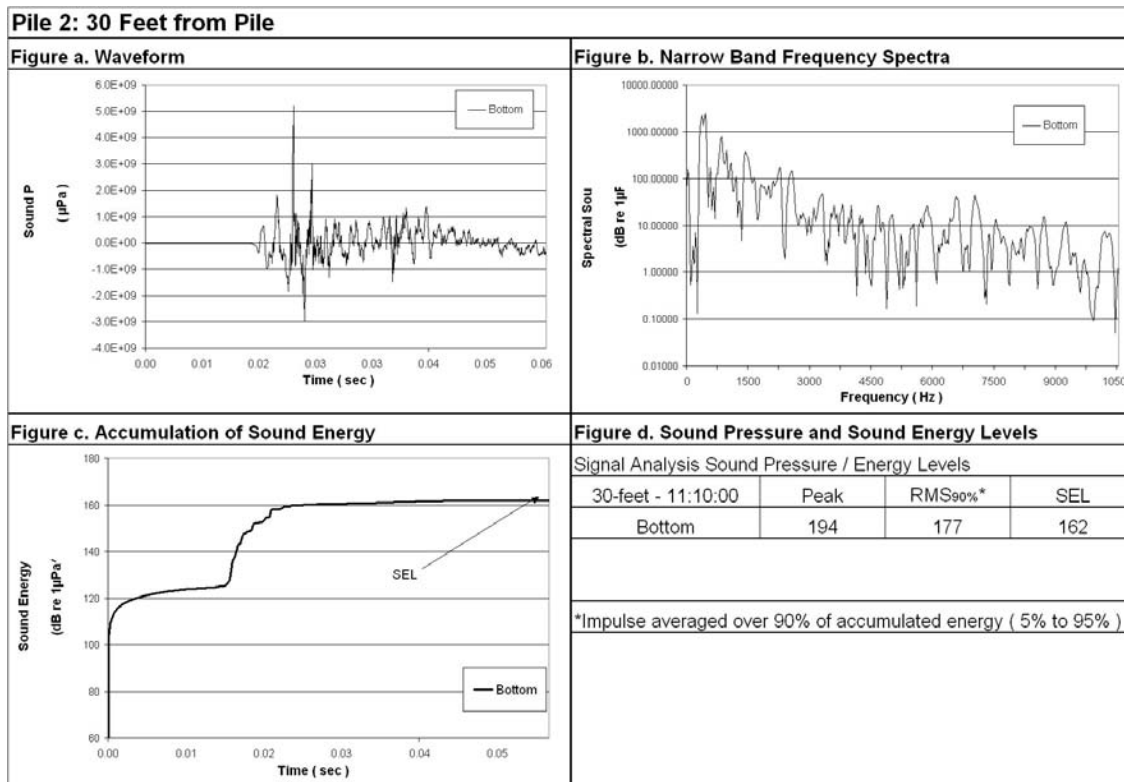 Pile 2: 30 Feet from Pile
Figure a. Waveform
6.0E+09
5.0E+09
4.0E+09
3.0E+09
2.0E+09
1.0E+09
0.0E+00
-1.0E+09
-2.0E+09
-3.0E+09
-4.0E+09
Sound P
(µPa)
Bottom
0.00 0.01 0.02 0.03 0.04 0.05 0.06
Time ( sec )
Figure b. Narrow Band Frequency Spectra
10000.00000
1000.00000
100.00000
10.00000
1.00000
0.10000
0.01000
Spectral Sou
(dB re 1µF
Bottom
0 1500 3000 4500 6000 7500 9000 1050
Frequency ( Hz )
Figure c. Accumulation of Sound Energy
180
160
140
120
100
80
60
Sound Energy
(dB re 1µPa²
SEL
Bottom
0.00 0.01 0.02 0.03 0.04 0.05
Time ( sec )
Figure d. Sound Pressure and Sound Energy Levels
Signal Analysis Sound Pressure / Energy Levels
30-feet - 11:10:00 Peak RMS90%* SEL
Bottom 194 177 162
*Impulse averaged over 90% of accumulated energy ( 5% to 95% )